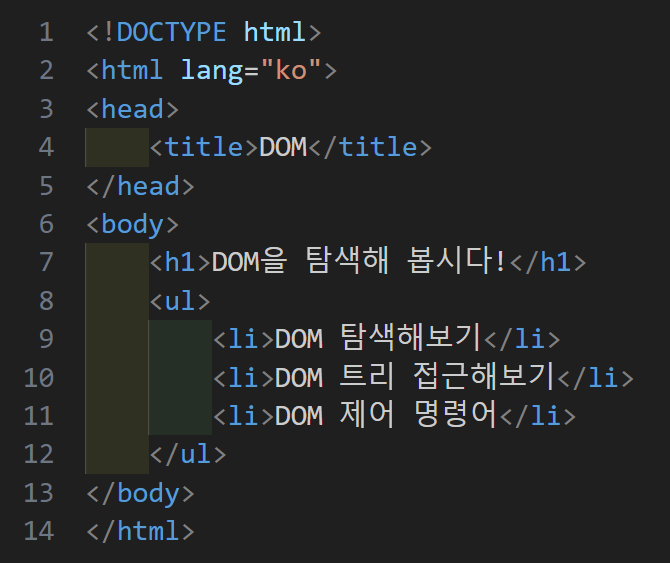 1 <!DOCTYPE html>
2 <html lang="ko">
3 <head>
4     <title>DOM</title>
5 </head>
6 <body>
7     <h1>DOM을 탐색해 봅시다!</h1>
8     <ul>
9         <li>DOM 탐색해보기</li>
10         <li>DOM 트리 접근해보기</li>
11         <li>DOM 제어 명령어</li>
12     </ul>
13 </body>
14 </html>